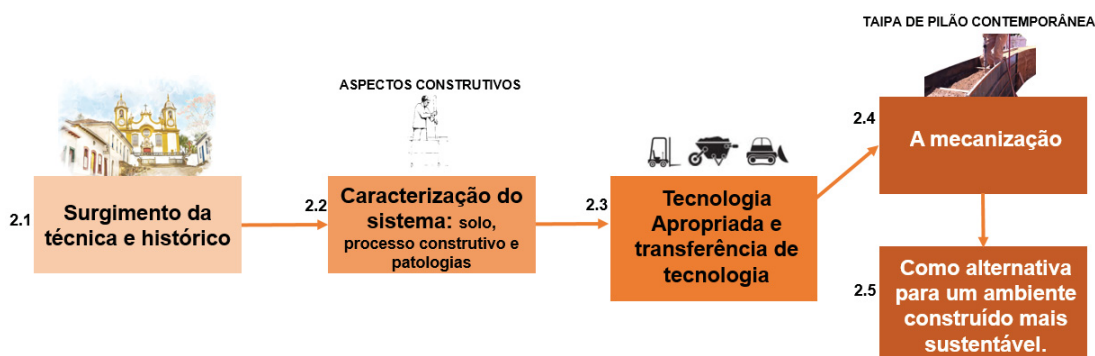 2.1
Surgimento da
técnica e histórico
ASPECTOS CONSTRUTIVOS
2.2
Caracterização do
sistema: solo,
processo construtivo e
patologias
2.3
Tecnologia
Apropriada e
transferência de
tecnologia
TAIPA DE PILÃO CONTEMPORÂNEA
2.4
A mecanização
2.5
Como alternativa
para um ambiente
construído mais
sustentável.